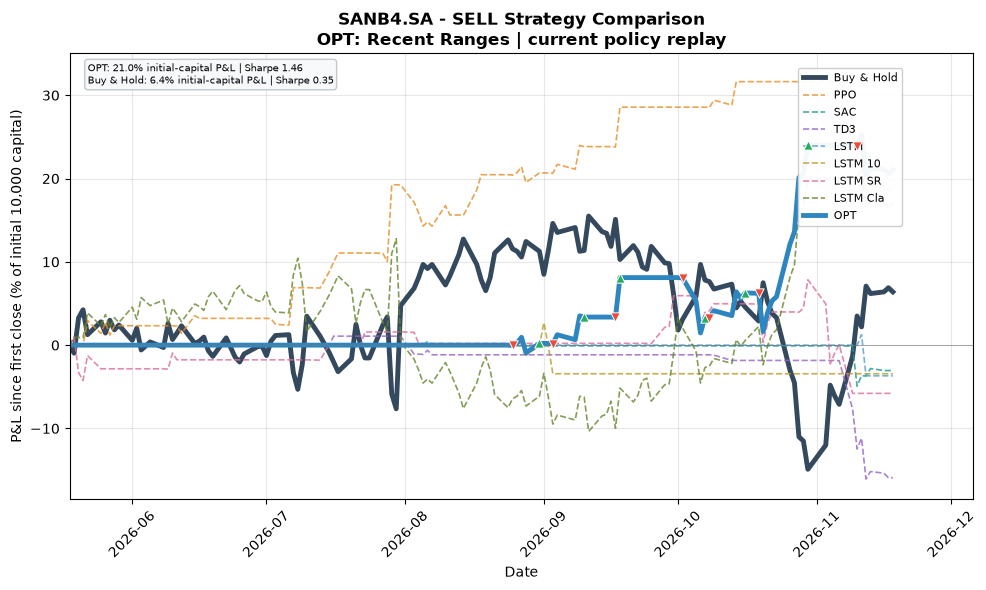 SANB4.SA - SELL Strategy Comparison
OPT: Recent Ranges | current policy replay
OPT: 21.0% initial-capital P&L | Sharpe 1.46
Buy & Hold: 6.4% initial-capital P&L | Sharpe 0.35
Buy & Hold
PPO
SAC
TD3
LSTM
LSTM 10
LSTM SR
LSTM Cla
OPT
P&L since first close (% of initial 10,000 capital)
30
20
10
0
−10
2026-06
2026-07
2026-08
2026-09
2026-10
2026-11
2026-12
Date